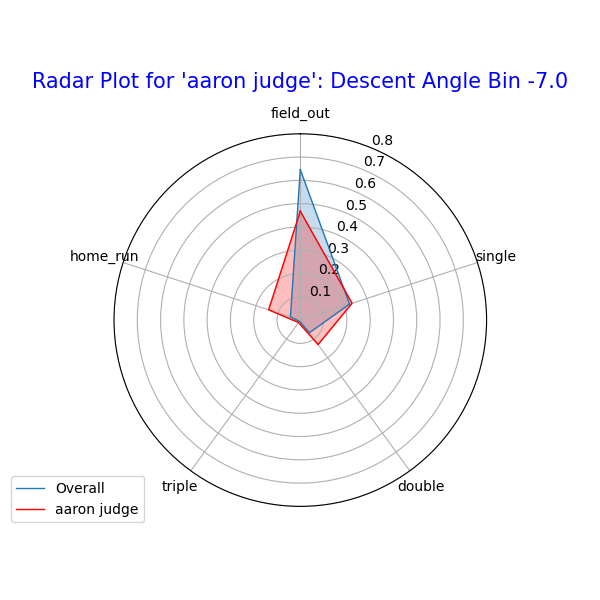 Radar Plot for 'aaron judge': Descent Angle Bin -7.0
field_out
0.8
0.7
0.6
0.5
0.4
0.3
0.2
0.1
home_run
single
triple
double
Overall
aaron judge